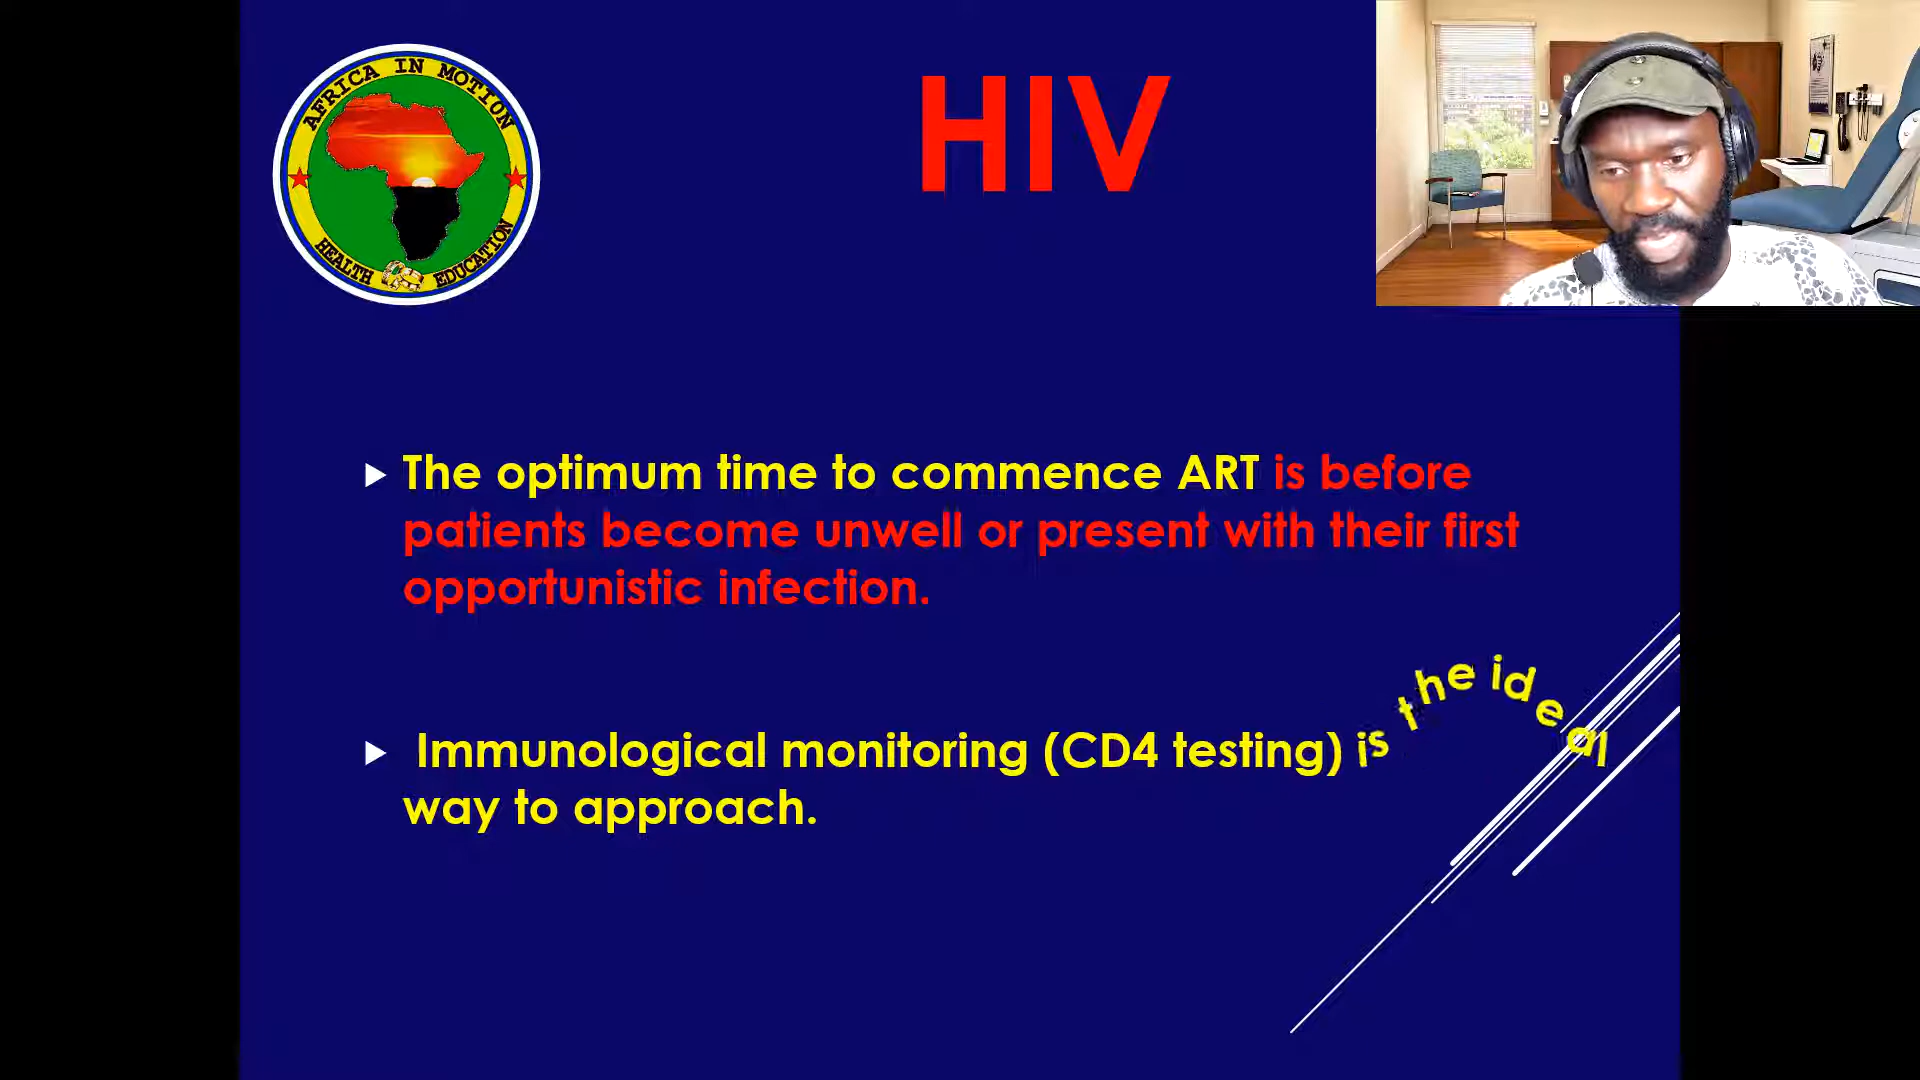 AFRICA IN MOTION
HEALTH EDUCATION
HIV
The optimum time to commence ART is before
patients become unwell or present with their first
opportunistic infection.
Immunological monitoring (CD4 testing) is the ideal
way to approach.